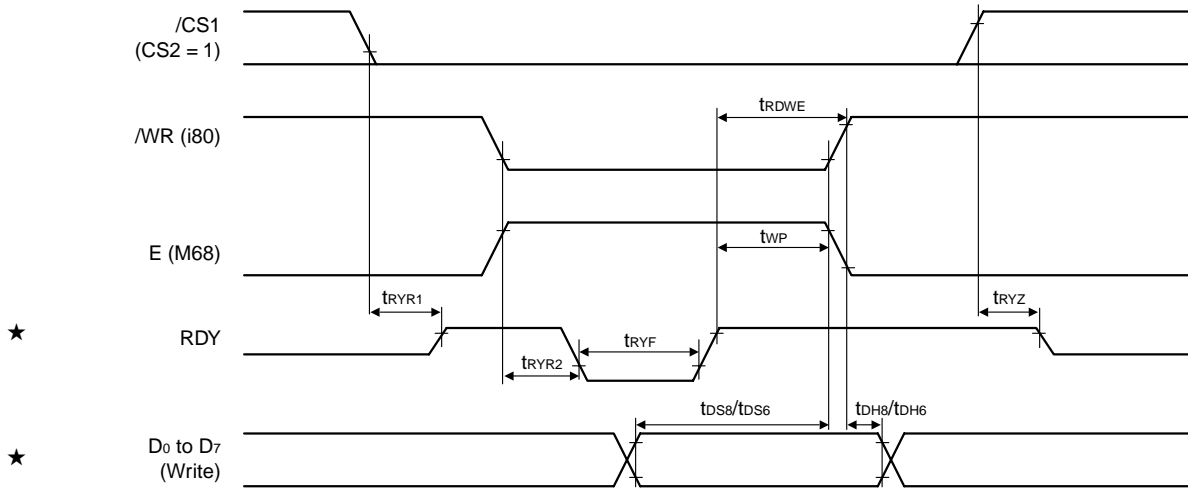 /CS1
(CS2 = 1)
tRDWE
/WR (i80)
tWP
E (M68)
tRYR1
tRYZ
★
RDY
tRYF
tRYR2
tDS8/tDS6
tDH8/tDH6
★
D0 to D7
(Write)